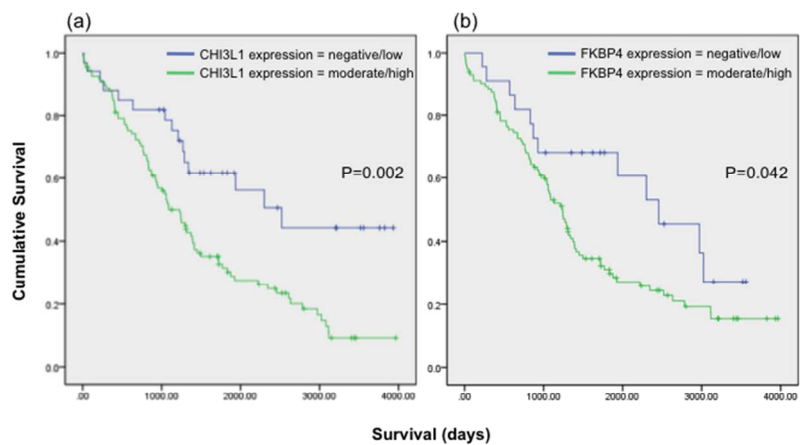 (a)
CHI3L1 expression = negative/low
CHI3L1 expression = moderate/high
P=0.002
1.0
0.8
0.6
0.4
0.2
0.0
.00 1000.00 2000.00 3000.00 4000.00
(b)
FKBP4 expression = negative/low
FKBP4 expression = moderate/high
P=0.042
1.0
0.8
0.6
0.4
0.2
0.0
.00 1000.00 2000.00 3000.00 4000.00
Cumulative Survival
Survival (days)